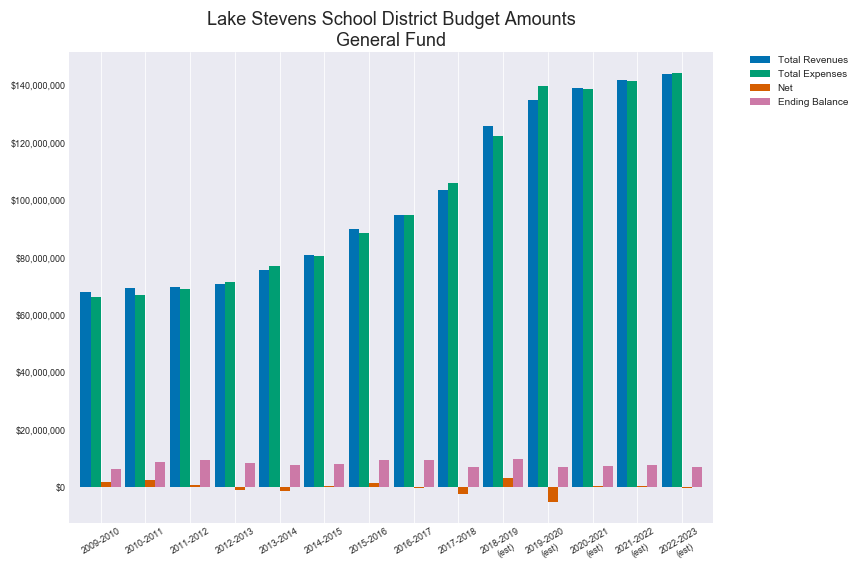 Lake Stevens School District Budget Amounts
General Fund
Total Revenues
Total Expenses
Net
Ending Balance
$140,000,000
$120,000,000
$100,000,000
$80,000,000
$60,000,000
$40,000,000
$20,000,000
$0
2009-2010
2010-2011
2011-2012
2012-2013
2013-2014
2014-2015
2015-2016
2016-2017
2017-2018
2018-2019
(est)
2019-2020
(est)
2020-2021
(est)
2021-2022
(est)
2022-2023
(est)